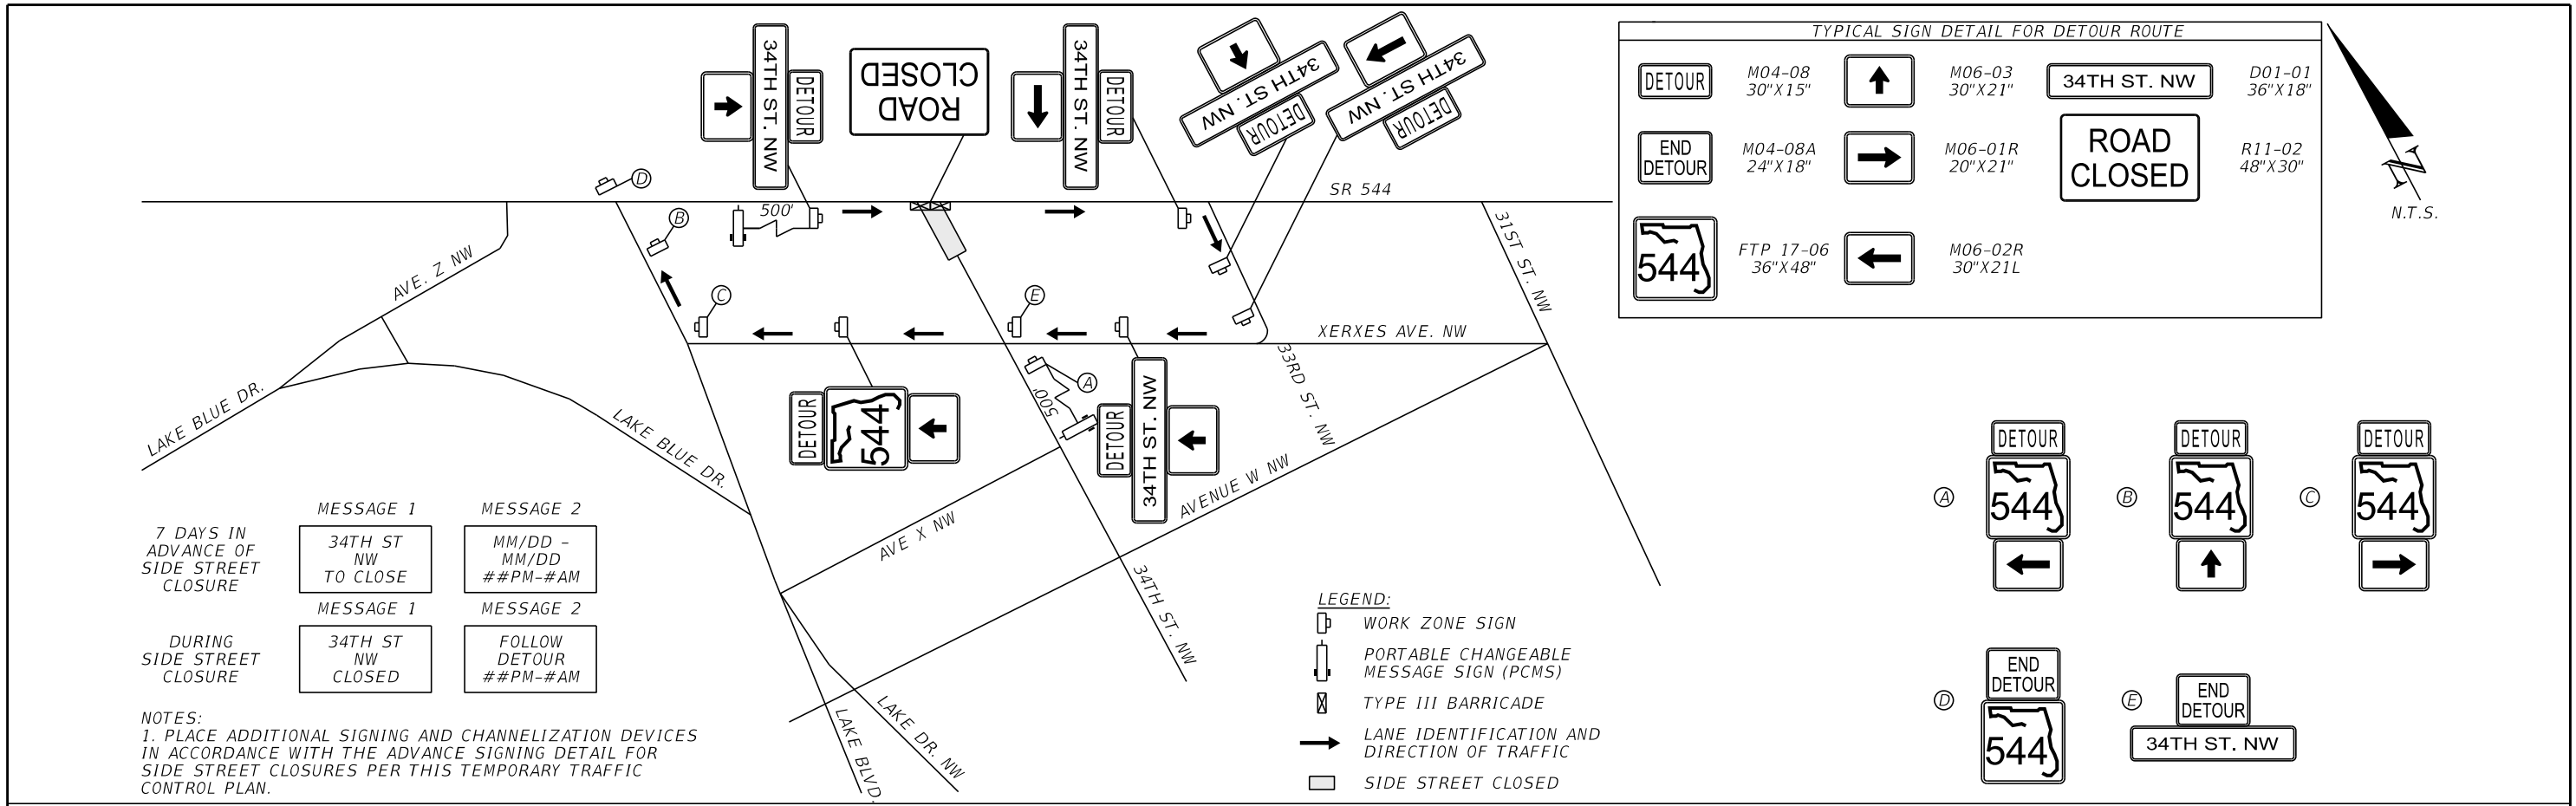 34TH ST. NW
DETOUR
ROAD
CLOSED
34TH ST. NW
DETOUR
34TH ST. NW
DETOUR
34TH ST. NW
DETOUR
TYPICAL SIGN DETAIL FOR DETOUR ROUTE
DETOUR
M04-08
30"X15"
M06-03
30"X21"
34TH ST. NW
D01-01
36"X18"
END
DETOUR
M04-08A
24"X18"
M06-01R
20"X21"
ROAD
CLOSED
R11-02
48"X30"
544
FTP 17-06
36"X48"
M06-02R
30"X21L
N
N.T.S.
D
B
500'
SR 544
31ST ST. NW
AVE. Z NW
C
E
XERXES AVE. NW
33RD ST. NW
A
500'
LAKE BLUE DR.
LAKE BLUE DR.
DETOUR
544
DETOUR
34TH ST. NW
AVE X NW
AVENUE W NW
34TH ST. NW
LAKE DR. NW
LAKE BLVD.
A
DETOUR
544
B
DETOUR
544
C
DETOUR
544
D
END
DETOUR
544
E
END
DETOUR
34TH ST. NW
MESSAGE 1
MESSAGE 2
7 DAYS IN
ADVANCE OF
SIDE STREET
CLOSURE
34TH ST
NW
TO CLOSE
MM/DD -
MM/DD
##PM-#AM
MESSAGE 1
MESSAGE 2
DURING
SIDE STREET
CLOSURE
34TH ST
NW
CLOSED
FOLLOW
DETOUR
##PM-#AM
NOTES:
1. PLACE ADDITIONAL SIGNING AND CHANNELIZATION DEVICES
IN ACCORDANCE WITH THE ADVANCE SIGNING DETAIL FOR
SIDE STREET CLOSURES PER THIS TEMPORARY TRAFFIC
CONTROL PLAN.
LEGEND:
WORK ZONE SIGN
PORTABLE CHANGEABLE
MESSAGE SIGN (PCMS)
TYPE III BARRICADE
LANE IDENTIFICATION AND
DIRECTION OF TRAFFIC
SIDE STREET CLOSED